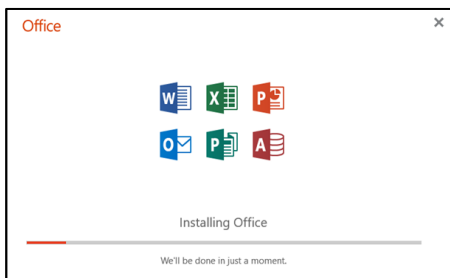 Office
W X P
O P A
Installing Office
We'll be done in just a moment.